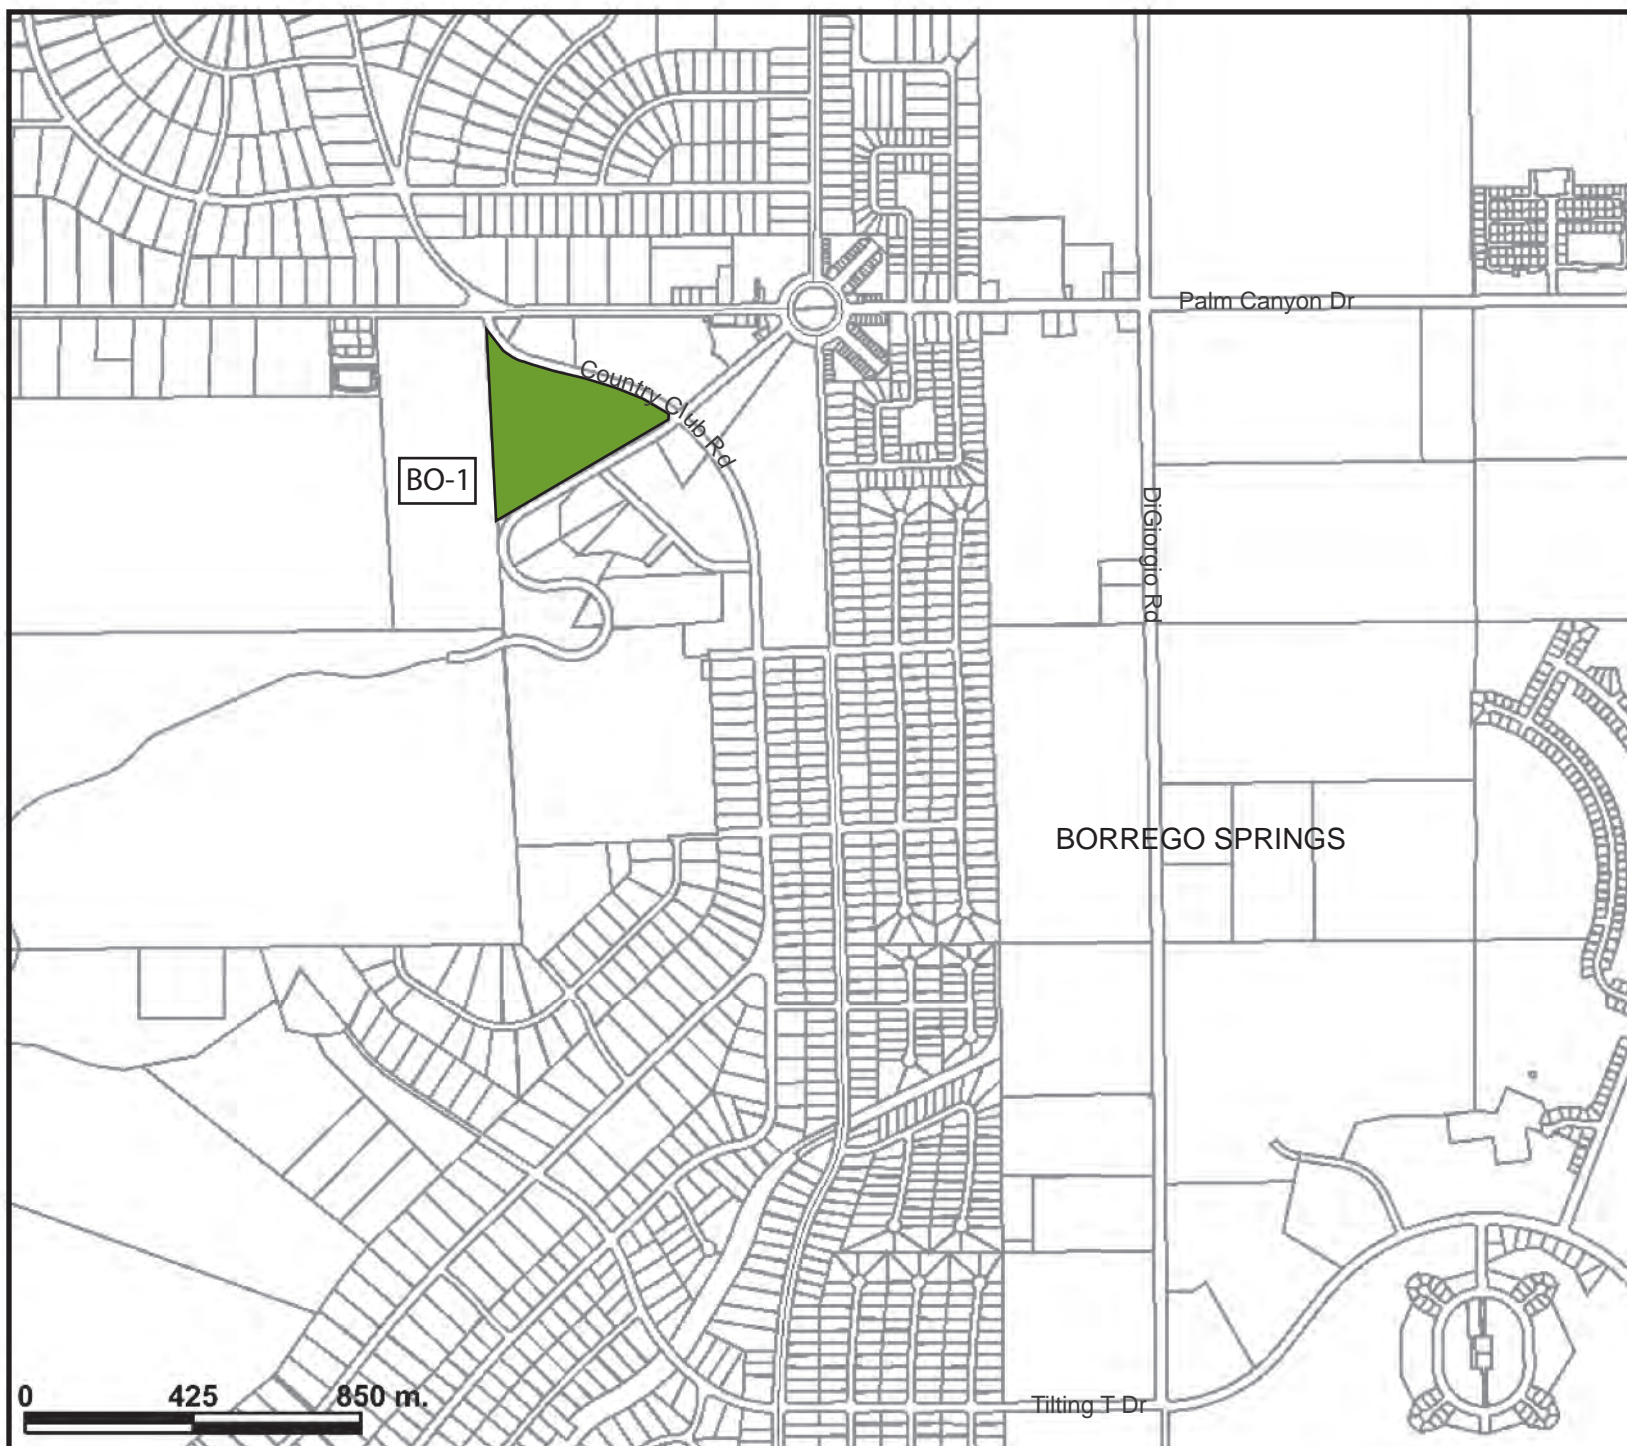 Palm Canyon Dr
Country Club Rd
BO-1
DiGiorgio Rd
BORREGO SPRINGS
0 425 850 m.
Tilting T Dr